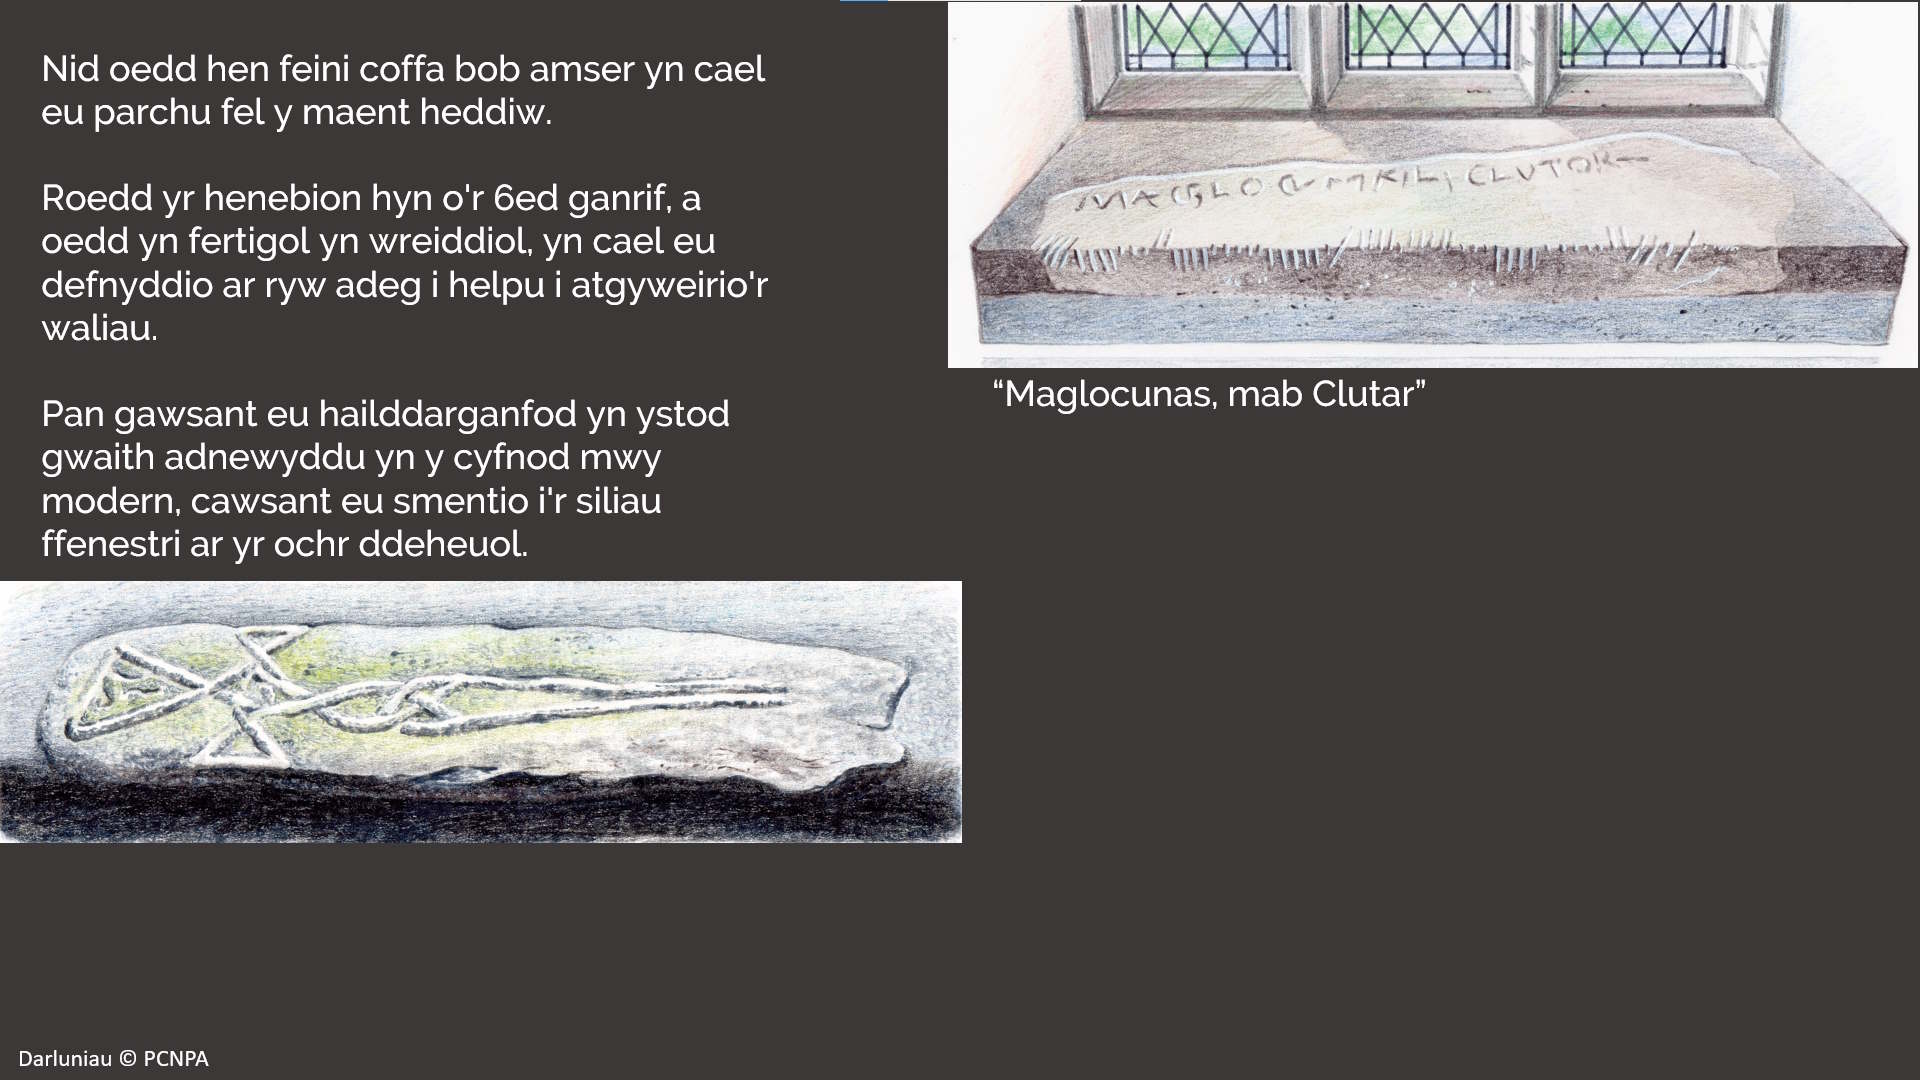 Nid oedd hen feini coffa bob amser yn cael
eu parchu fel y maent heddiw.
Roedd yr henebion hyn o'r 6ed ganrif, a
oedd yn fertigol yn wreiddiol, yn cael eu
defnyddio ar ryw adeg i helpu i atgyweirio'r
waliau.
Pan gawsant eu hailddarganfod yn ystod
gwaith adnewyddu yn y cyfnod mwy
modern, cawsant eu smentio i'r siliau
ffenestri ar yr ochr ddeheuol.
“Maglocunas, mab Clutar”
Darluniau © PCNPA